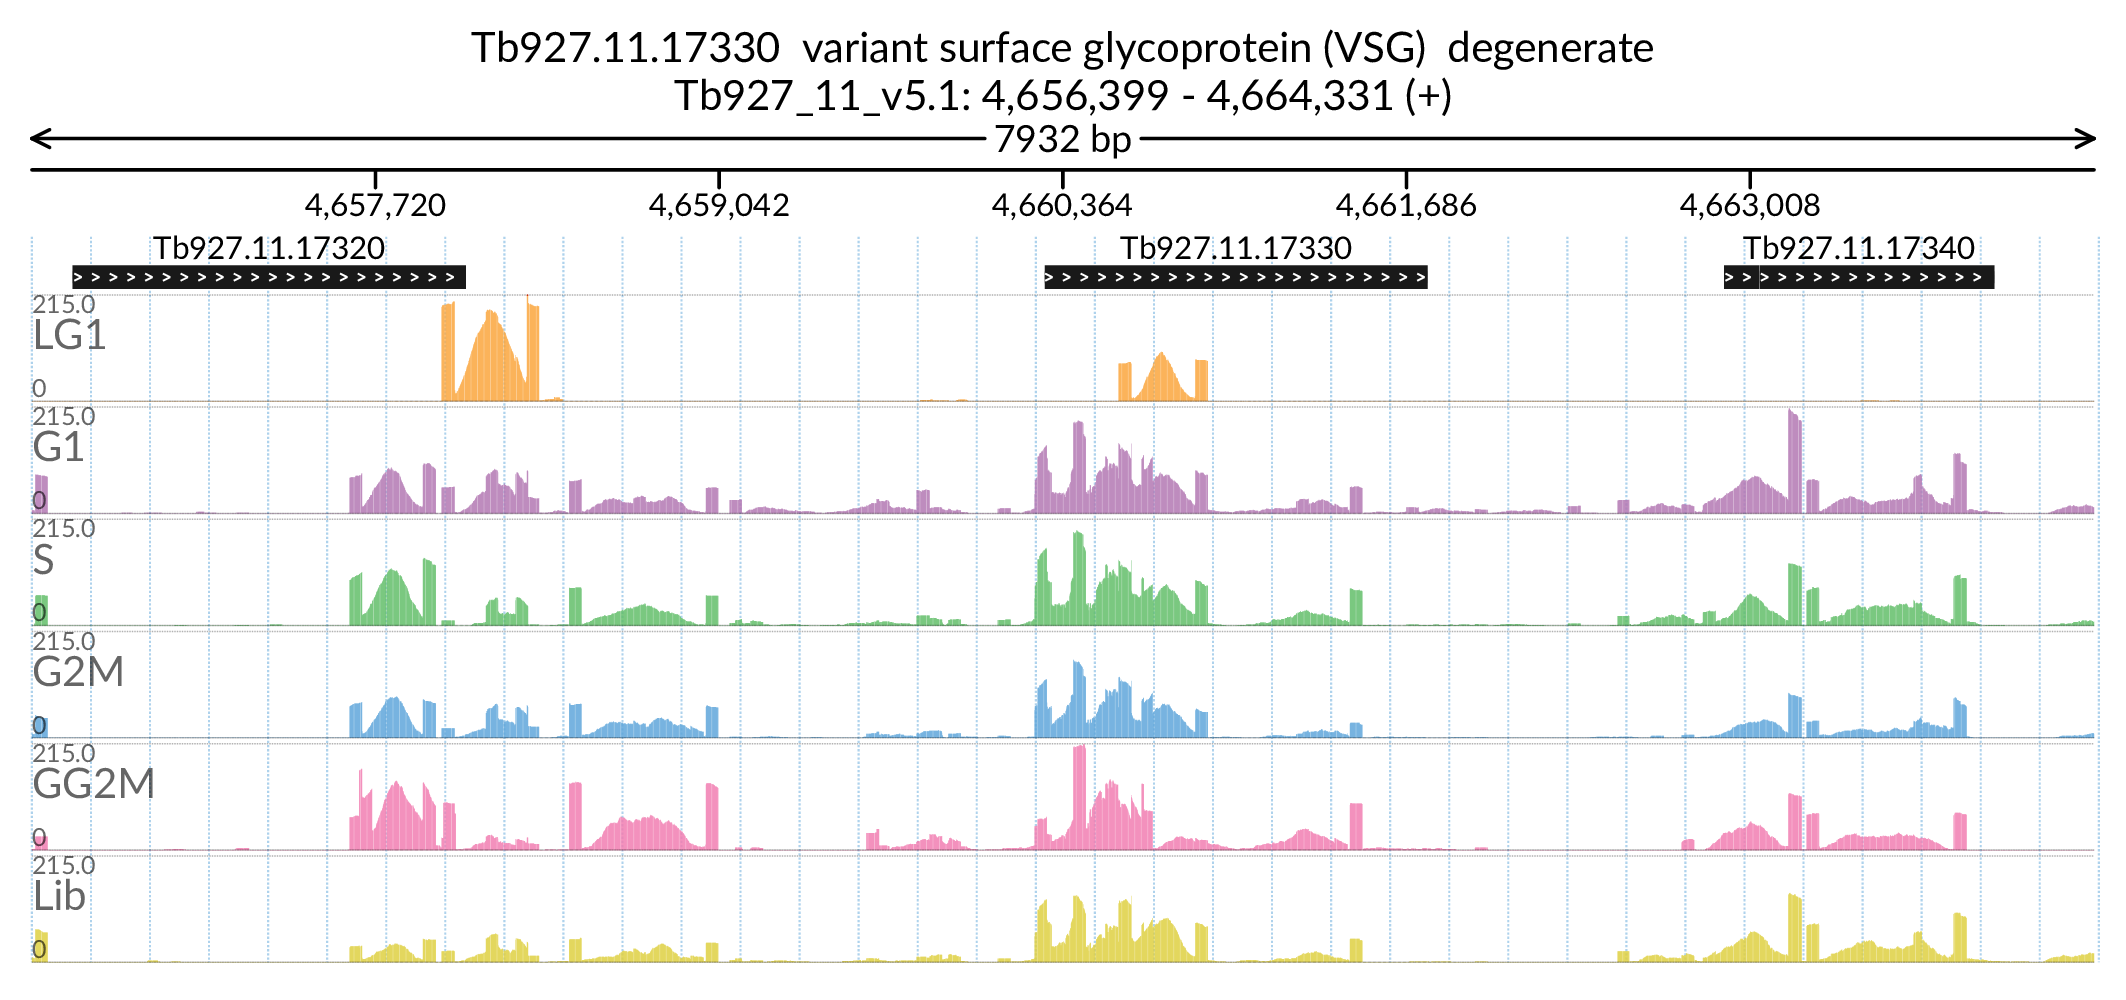 Tb927.11.17330  variant surface glycoprotein (VSG)  degenerate
Tb927_11_v5.1: 4,656,399 - 4,664,331 (+)
7932 bp
4,657,720 4,659,042 4,660,364 4,661,686 4,663,008
Tb927.11.17320 Tb927.11.17330 Tb927.11.17340
215.0
LG1
0
215.0
G1
0
215.0
S
0
215.0
G2M
0
215.0
GG2M
0
215.0
Lib
0